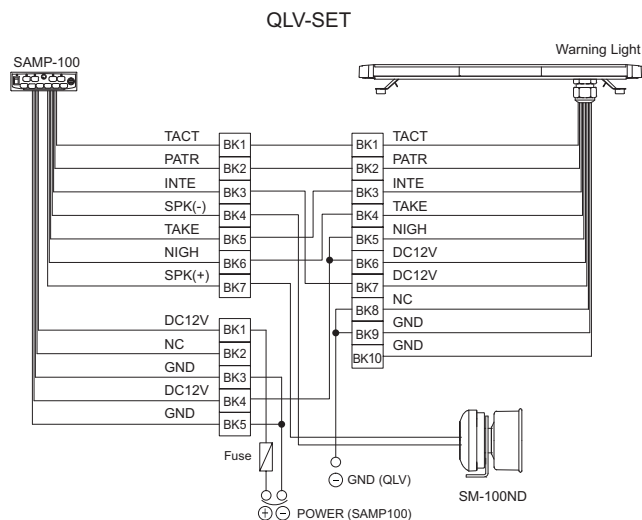 QLV-SET
SAMP-100
Warning Light
TACT BK1
PATR BK2
INTE BK3
SPK(-) BK4
TAKE BK5
NIGH BK6
SPK(+) BK7
BK1 TACT
BK2 PATR
BK3 INTE
BK4 TAKE
BK5 NIGH
BK6 DC12V
BK7 DC12V
BK8 NC
BK9 GND
BK10 GND
DC12V BK1
NC BK2
GND BK3
DC12V BK4
GND BK5
Fuse
- GND (QLV)
SM-100ND
+ - POWER (SAMP100)